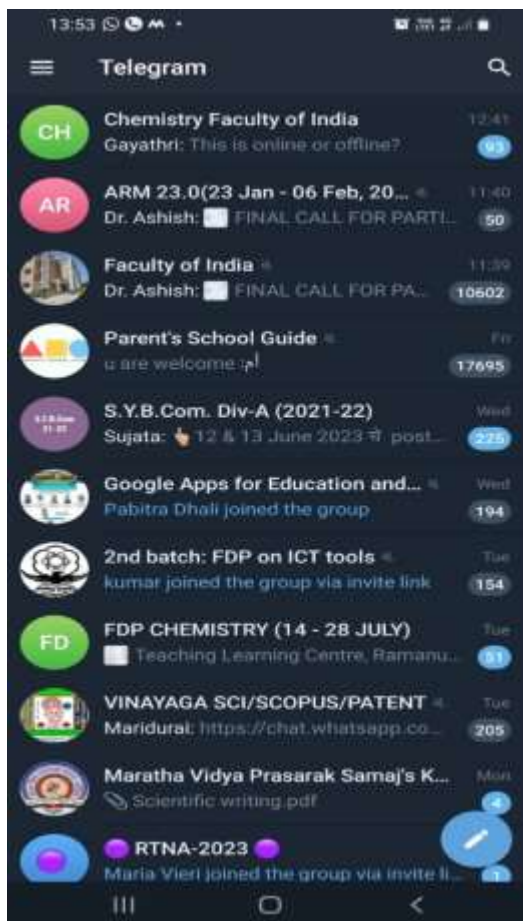 13:53
Telegram
CH
Chemistry Faculty of India
12:41
Gayathri: This is online or offline?
93
AR
ARM 23.0(23 Jan - 06 Feb, 20...
11:40
Dr. Ashish: FINAL CALL FOR PARTI...
50
Faculty of India
11:39
Dr. Ashish: FINAL CALL FOR PA...
10602
Parent's School Guide
Fri
u are welcome :أم
17695
S.Y.B.Com. Div-A (2021-22)
Wed
Sujata: 12 & 13 June 2023 चे post...
225
Google Apps for Education and...
Wed
Pabitra Dhali joined the group
194
2nd batch: FDP on ICT tools
Tue
kumar joined the group via invite link
154
FD
FDP CHEMISTRY (14 - 28 JULY)
Tue
Teaching Learning Centre, Ramanu...
51
VINAYAGA SCI/SCOPUS/PATENT
Tue
Maridurai: https://chat.whatsapp.co...
205
Maratha Vidya Prasarak Samaj's K...
Mon
Scientific writing.pdf
4
RTNA-2023
Maria Vieri joined the group via invite li...
1